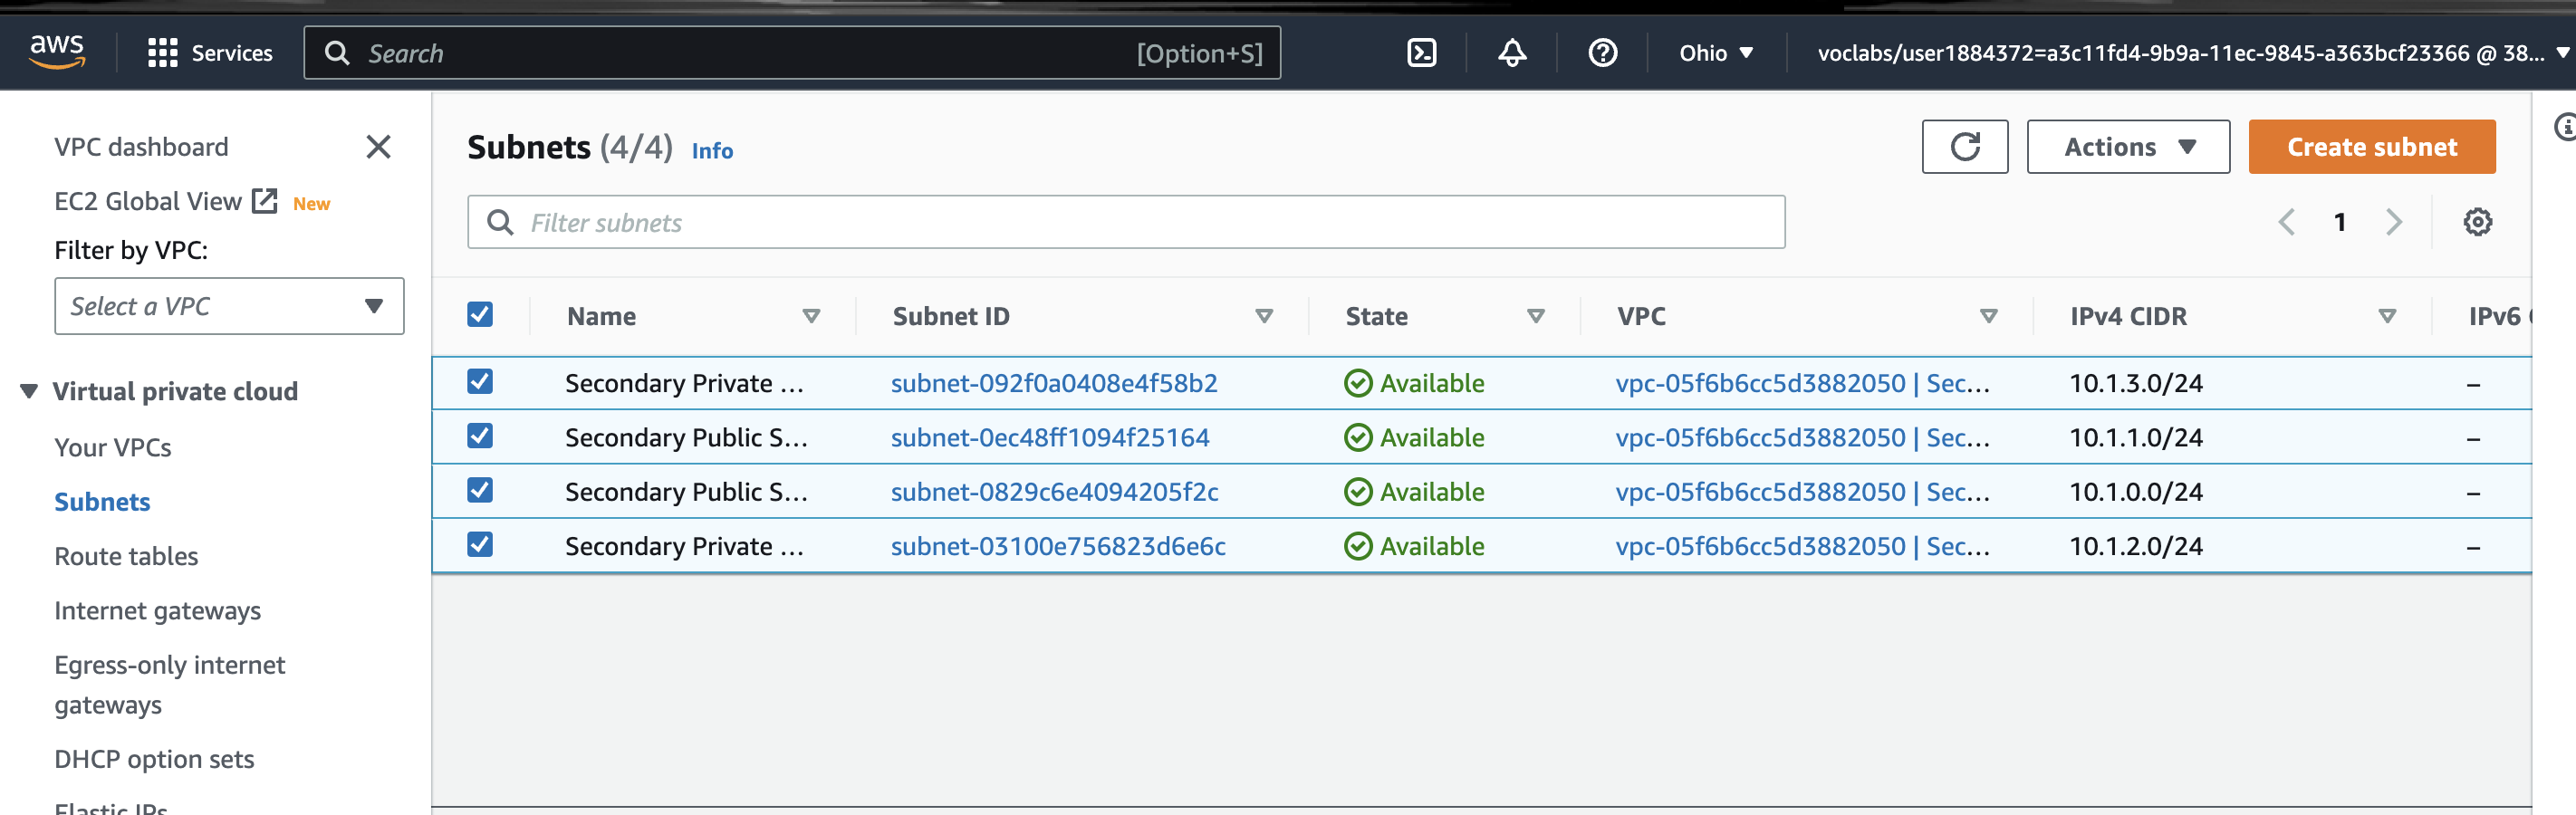 aws Services Search [Option+S] Ohio voclabs/user1884372=a3c11fd4-9b9a-11ec-9845-a363bcf23366 @ 38...
VPC dashboard
EC2 Global View New
Filter by VPC:
Select a VPC
Virtual private cloud
Your VPCs
Subnets
Route tables
Internet gateways
Egress-only internet
gateways
DHCP option sets
Elastic IPs
Subnets (4/4) Info
Actions Create subnet
Filter subnets
1
Name Subnet ID State VPC IPv4 CIDR IPv6
Secondary Private ... subnet-092f0a0408e4f58b2 Available vpc-05f6b6cc5d3882050 | Sec... 10.1.3.0/24 –
Secondary Public S... subnet-0ec48ff1094f25164 Available vpc-05f6b6cc5d3882050 | Sec... 10.1.1.0/24 –
Secondary Public S... subnet-0829c6e4094205f2c Available vpc-05f6b6cc5d3882050 | Sec... 10.1.0.0/24 –
Secondary Private ... subnet-03100e756823d6e6c Available vpc-05f6b6cc5d3882050 | Sec... 10.1.2.0/24 –